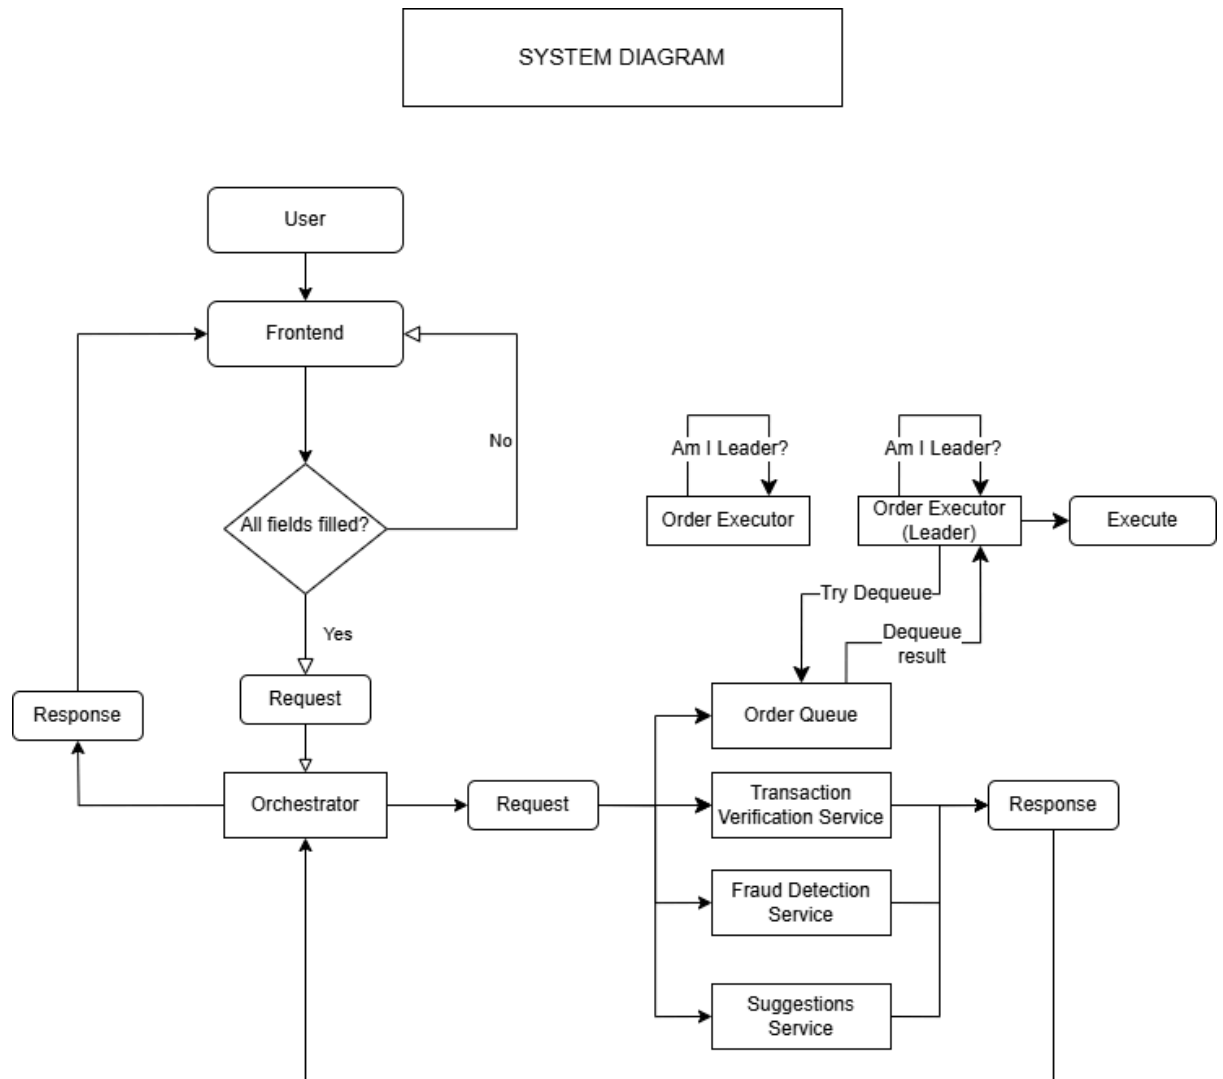 SYSTEM DIAGRAM
User
Frontend
No
All fields filled?
Yes
Request
Response
Orchestrator
Request
Am I Leader?
Am I Leader?
Order Executor
Order Executor
(Leader)
Execute
Try Dequeue
Dequeue
result
Order Queue
Transaction
Verification Service
Response
Fraud Detection
Service
Suggestions
Service